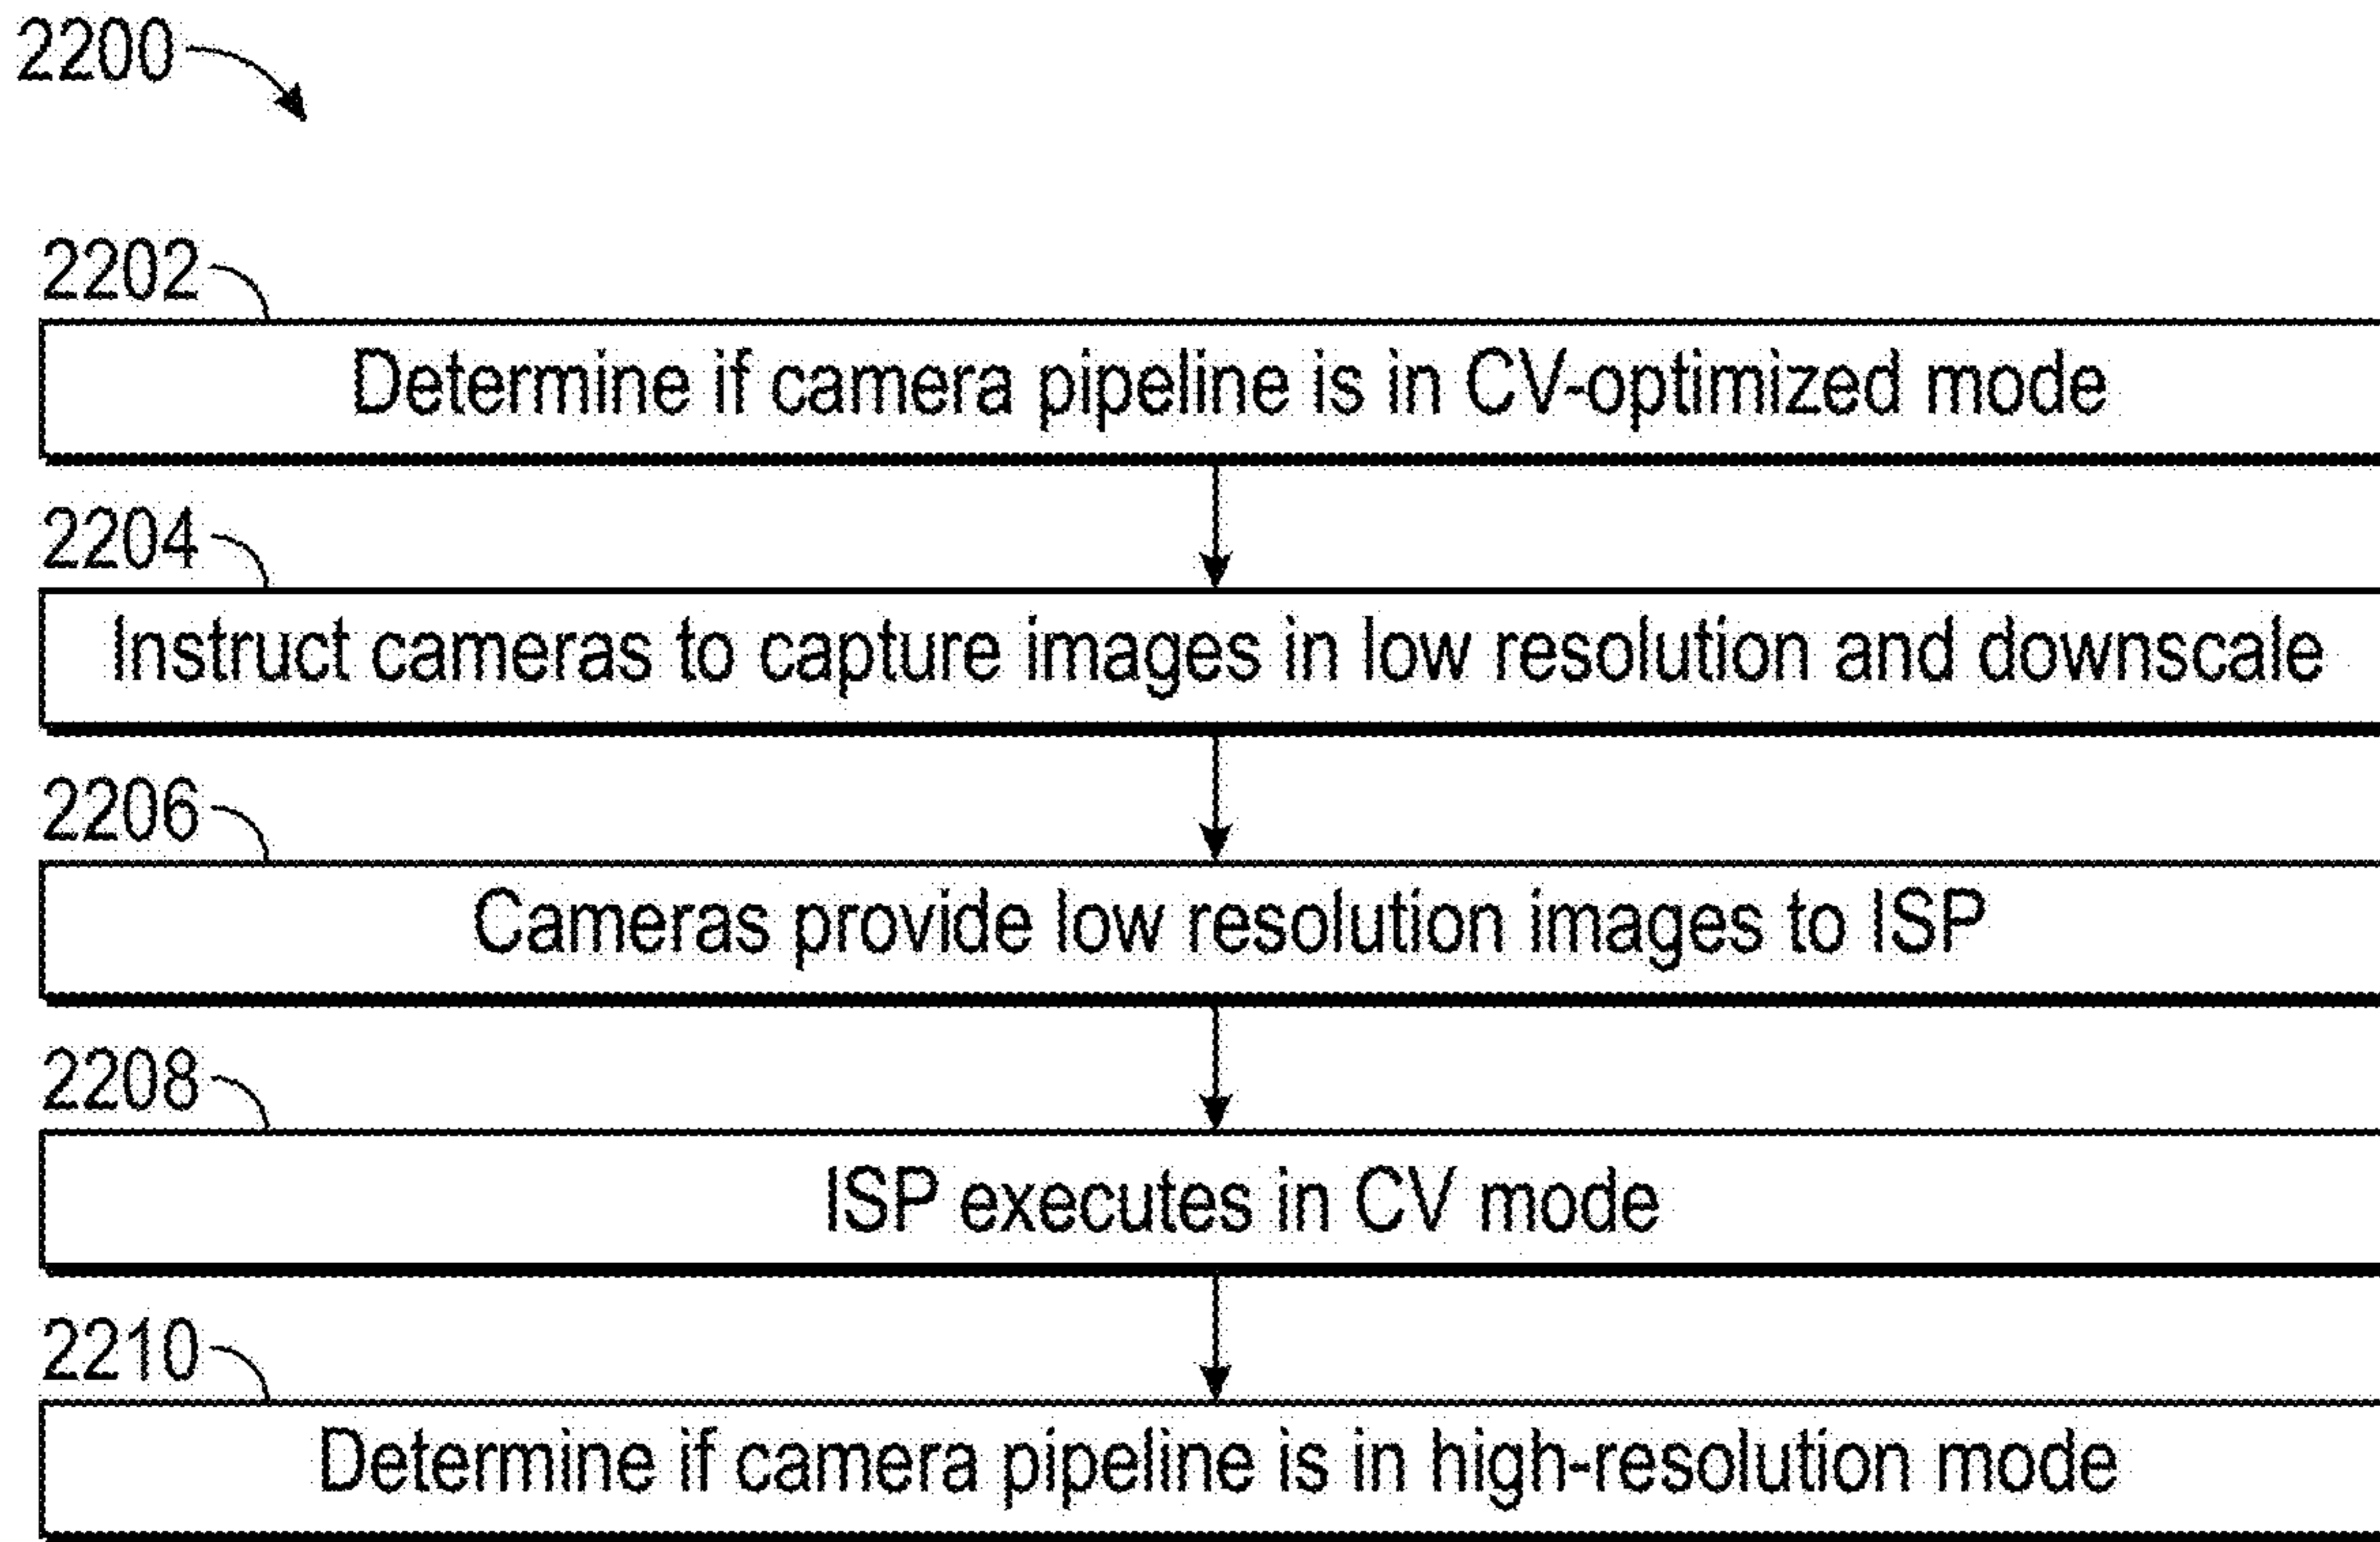 2200
2202
Determine if camera pipeline is in CV-optimized mode
2204
Instruct cameras to capture images in low resolution and downscale
2206
Cameras provide low resolution images to ISP
2208
ISP executes in CV mode
2210
Determine if camera pipeline is in high-resolution mode